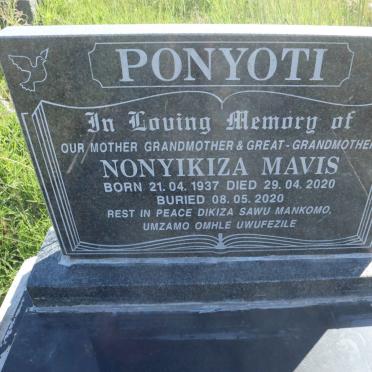 PONYOTI
In Loving Memory of
OUR MOTHER GRANDMOTHER & GREAT-GRANDMOTHER
NONYIKIZA MAVIS
BORN 21.04.1937 DIED 29.04.2020
BURIED 08.05.2020
REST IN PEACE DIKIZA SAWU MANKOMO,
UMZAMO OMHLE UWUFEZILE